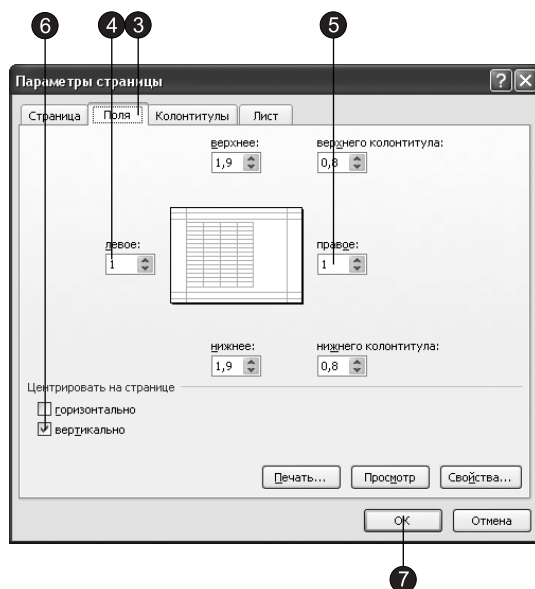 6 4 3 5
Параметры страницы
Страница Поля Колонтитулы Лист
верхнее: верхнего колонтитула:
1,9 0,8
левое: правое:
1 1
нижнее: нижнего колонтитула:
1,9 0,8
Центрировать на странице
горизонтально
вертикально
Печать... Просмотр Свойства...
ОК Отмена
7